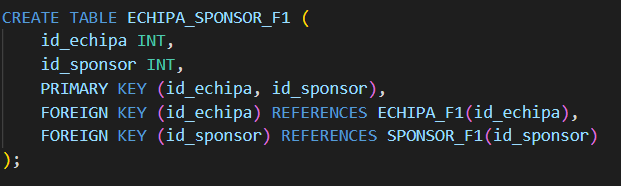 CREATE TABLE ECHIPA_SPONSOR_F1 (
    id_echipa INT,
    id_sponsor INT,
    PRIMARY KEY (id_echipa, id_sponsor),
    FOREIGN KEY (id_echipa) REFERENCES ECHIPA_F1(id_echipa),
    FOREIGN KEY (id_sponsor) REFERENCES SPONSOR_F1(id_sponsor)
);